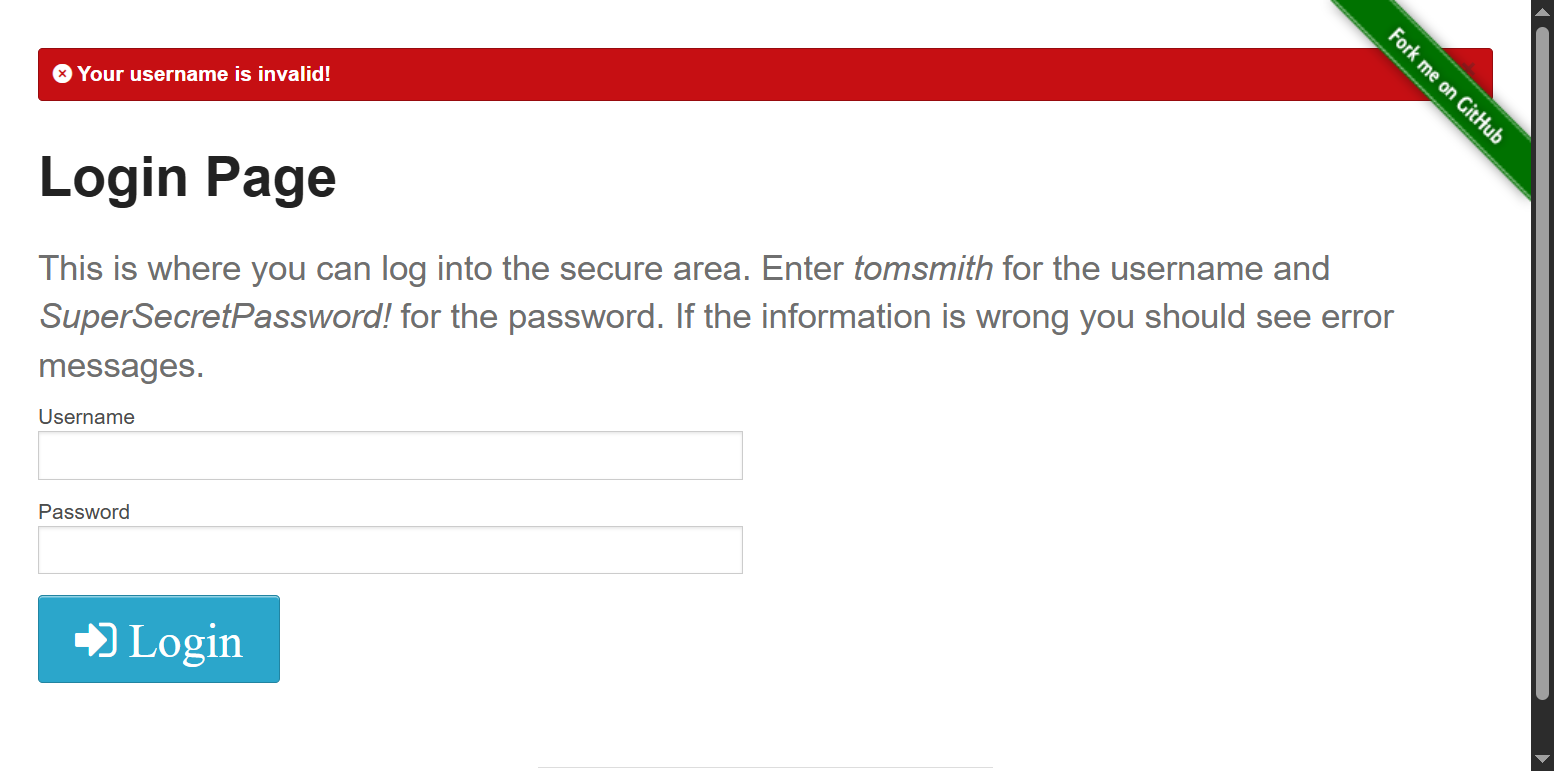 Your username is invalid!
Fork me on GitHub
Login Page
This is where you can log into the secure area. Enter tomsmith for the username and
SuperSecretPassword! for the password. If the information is wrong you should see error
messages.
Username
Password
Login